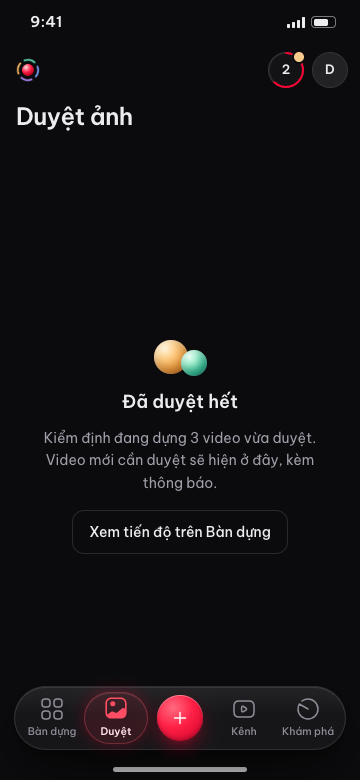 9:41
2
D
Duyệt ảnh
Đã duyệt hết
Kiểm định đang dựng 3 video vừa duyệt.
Video mới cần duyệt sẽ hiện ở đây, kèm
thông báo.
Xem tiến độ trên Bàn dựng
Bàn dựng
Duyệt
Kênh
Khám phá